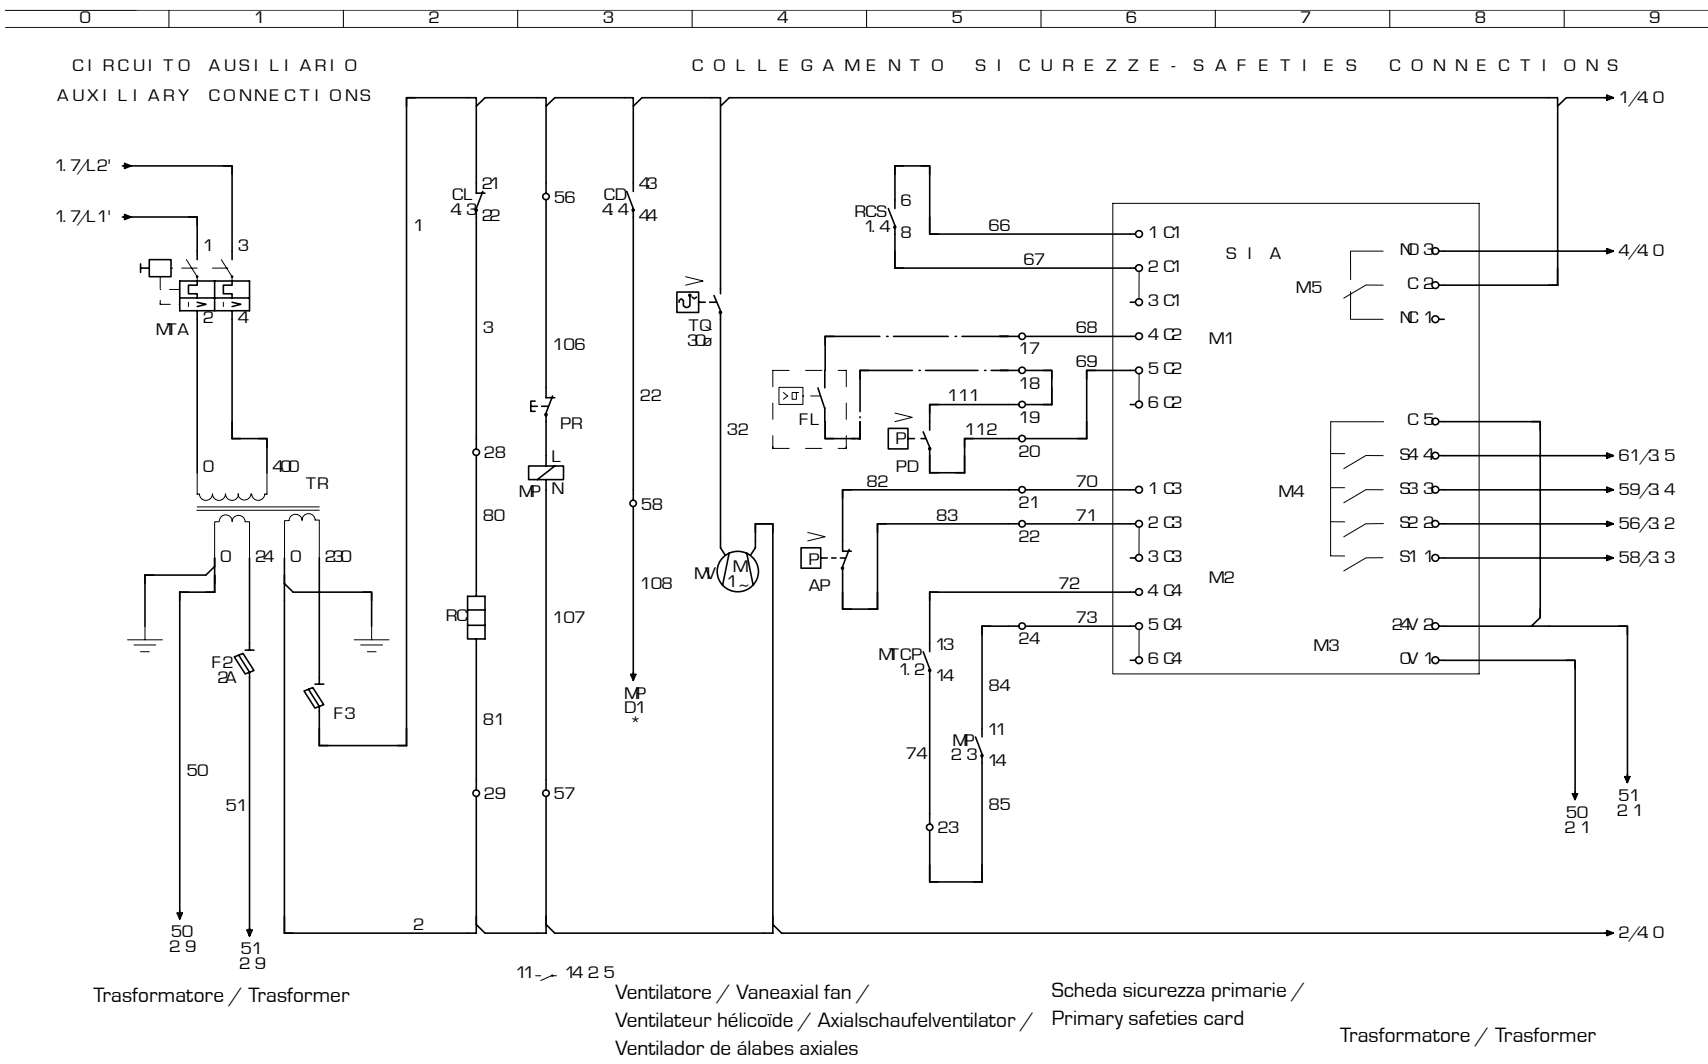 0 1 2 3 4 5 6 7 8 9
CIRCUITO AUSILIARIO
AUXILIARY CONNECTIONS
COLLEGAMENTO SICUREZZE-SAFETIES CONNECTIONS
1/4.0
1.7/L2'
1.7/L1'
1 3
MTA
2 4
0 400
TR
0 24 0 230
F2
2A
F3
50
51
50
2.9
51
2.9
1
2
CL
4.3
21
22
3
28
80
RC
81
29
56
106
PR
L
MP N
107
57
11 14 2.5
CD
4.4
43
44
22
58
108
MP
D1
*
>
TQ
30ø
32
MV
M
1~
RCS
1.4
6
8
66
67
68
17
69
18
111
19
112
20
>
FL
>
P
PD
82
21
70
83
22
71
>
P
AP
72
73
24
MTCP
1.2
13
14
84
MP
2.3
11
14
74
85
23
SIA
1 C1
2 C1
3 C1
4 C2
M1
5 C2
6 C2
1 C3
2 C3
3 C3
M2
4 C4
5 C4
6 C4
M5
NO 3
C 2
NC 1
4/4.0
M4
C 5
S4 4
S3 3
S2 2
S1 1
61/3.5
59/3.4
56/3.2
58/3.3
M3
24V 2
0V 1
50
2.1
51
2.1
2/4.0
Trasformatore / Trasformer
Ventilatore / Vaneaxial fan /
Ventilateur hélicoïde / Axialschaufelventilator /
Ventilador de álabes axiales
Scheda sicurezza primarie /
Primary safeties card
Trasformatore / Trasformer